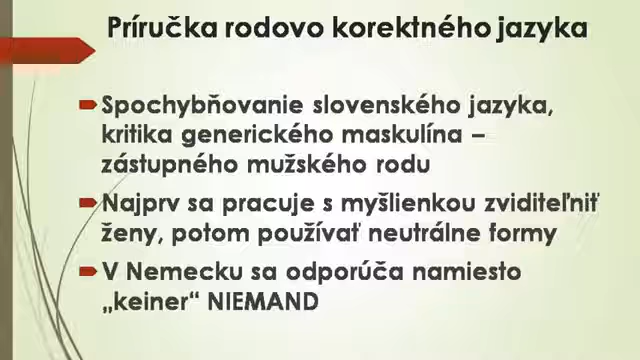 Príručka rodovo korektného jazyka
Spochybňovanie slovenského jazyka,
kritika generického maskulína –
zástupného mužského rodu
Najprv sa pracuje s myšlienkou zviditeľniť
ženy, potom používať neutrálne formy
V Nemecku sa odporúča namiesto
„keiner“ NIEMAND